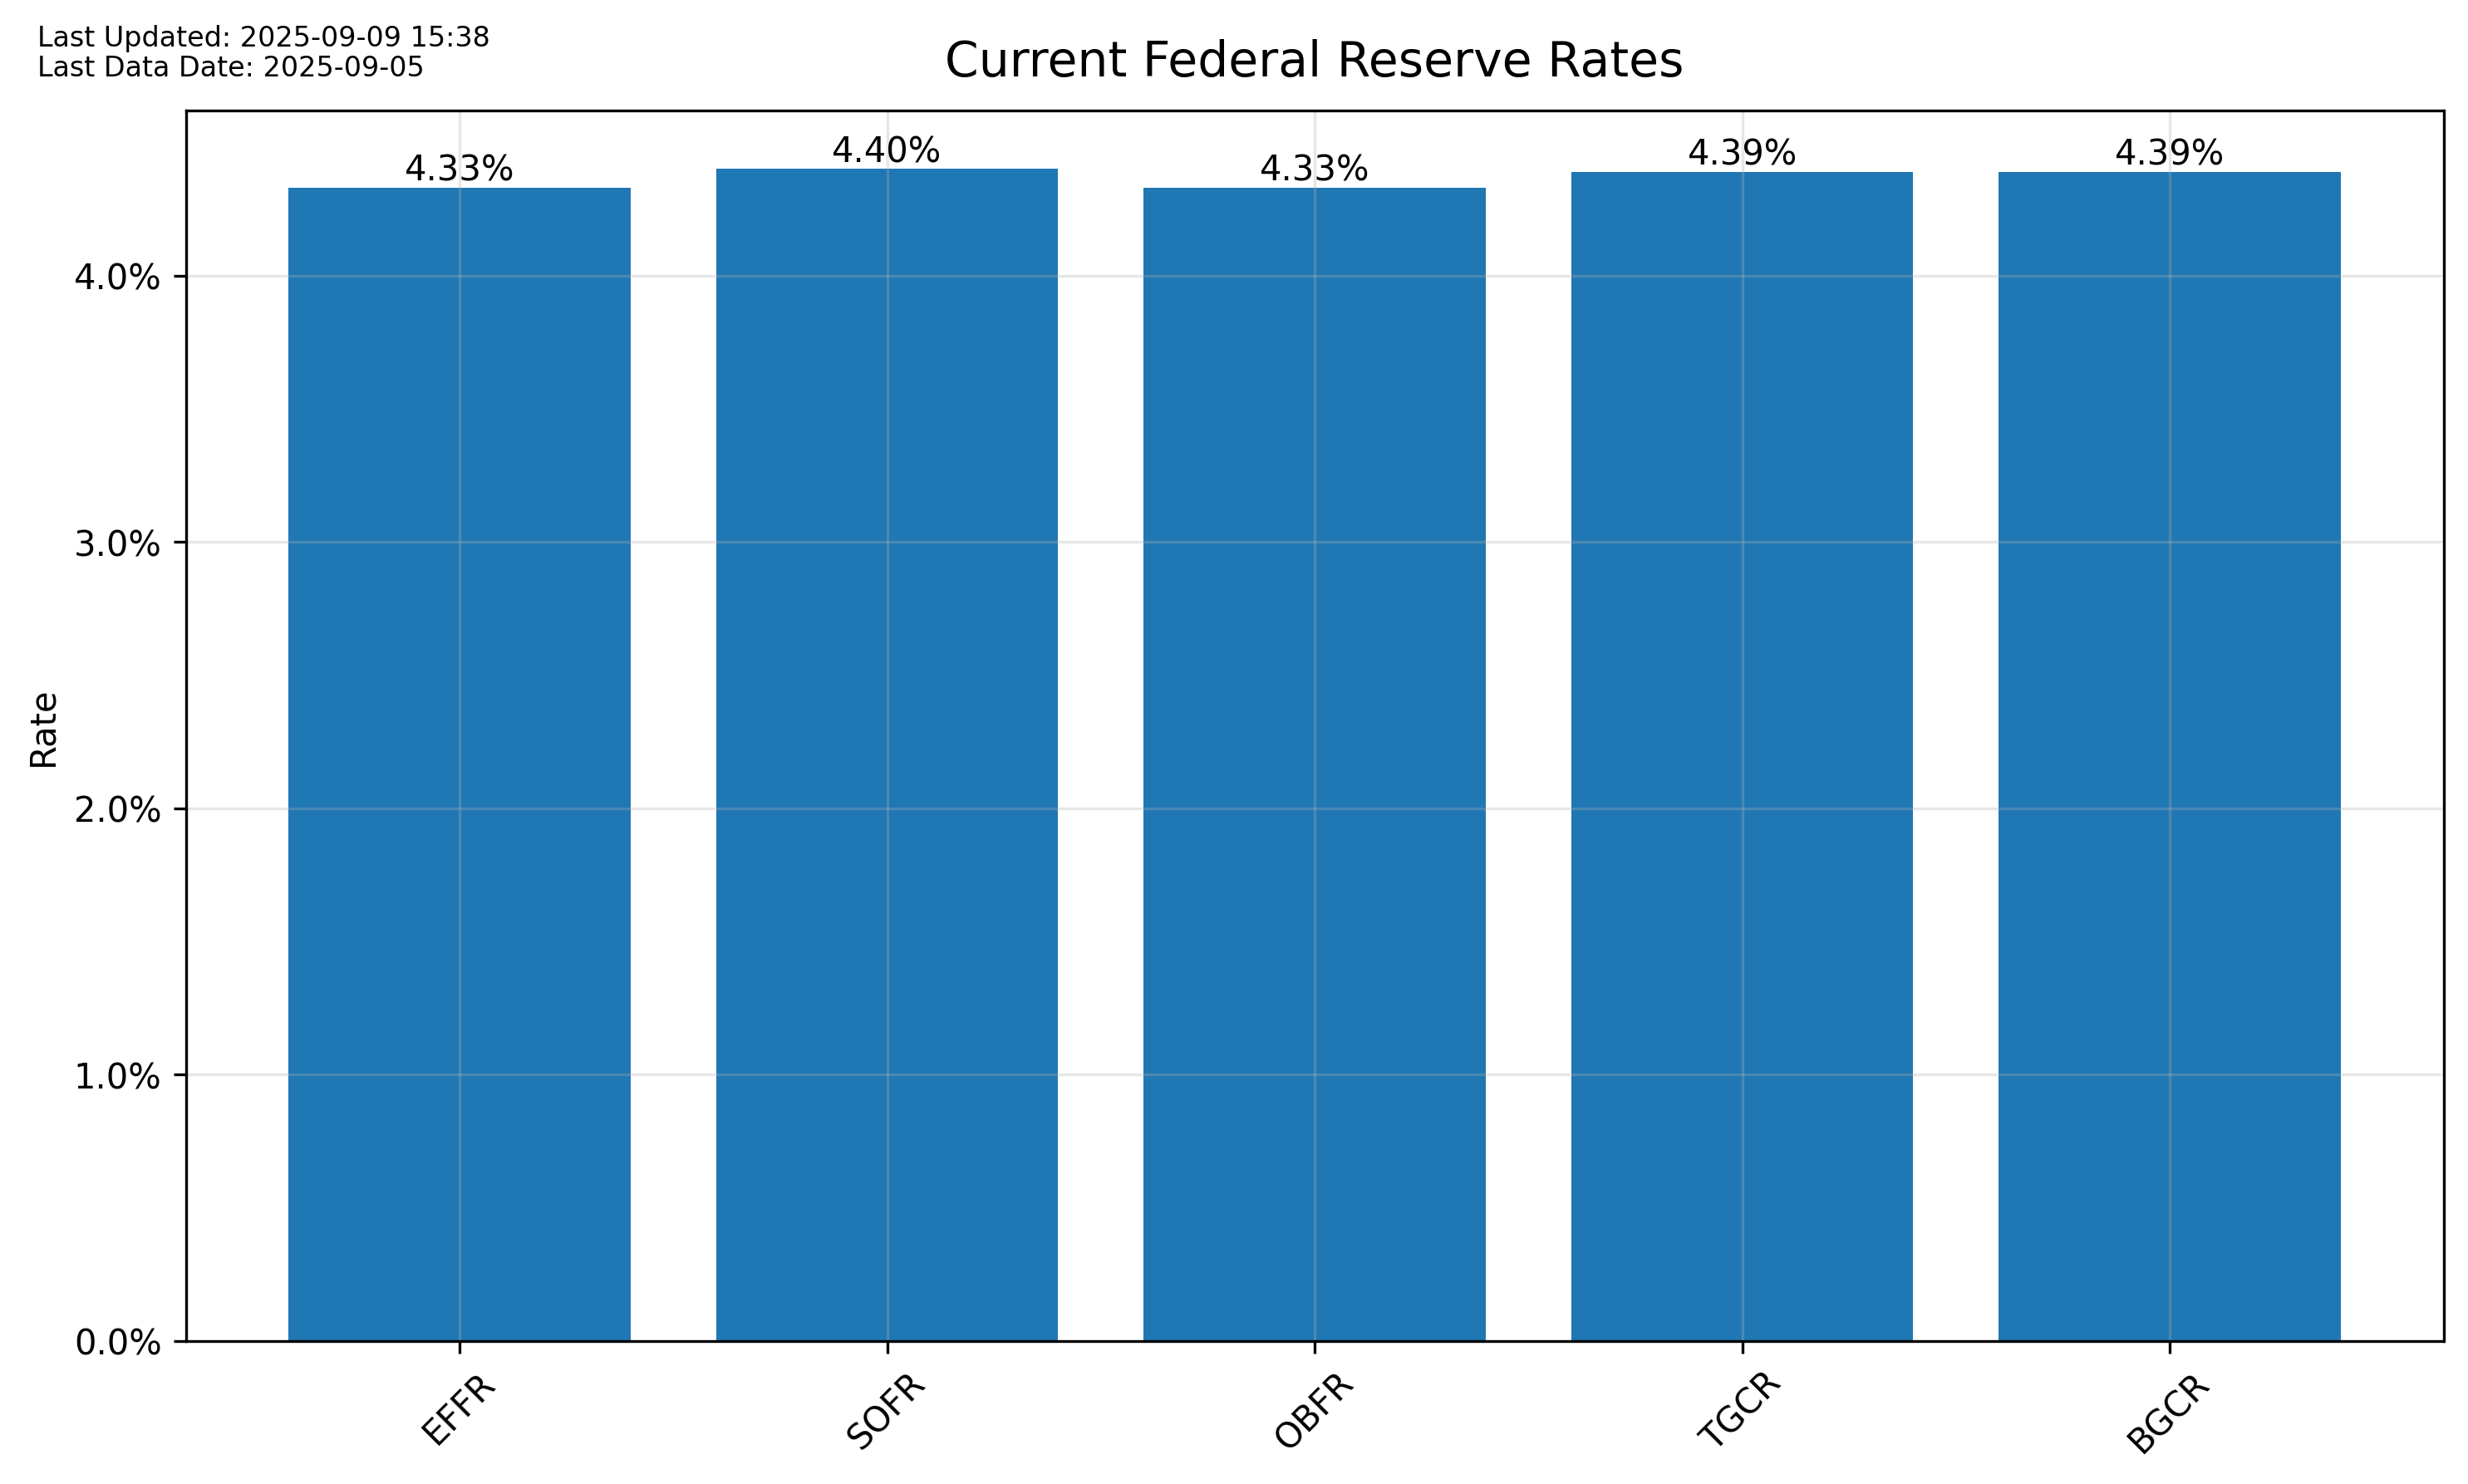 Last Updated: 2025-09-09 15:38
Last Data Date: 2025-09-05
Current Federal Reserve Rates
4.33%
4.40%
4.33%
4.39%
4.39%
4.0%
3.0%
2.0%
1.0%
0.0%
Rate
EFFR
SOFR
OBFR
TGCR
BGCR